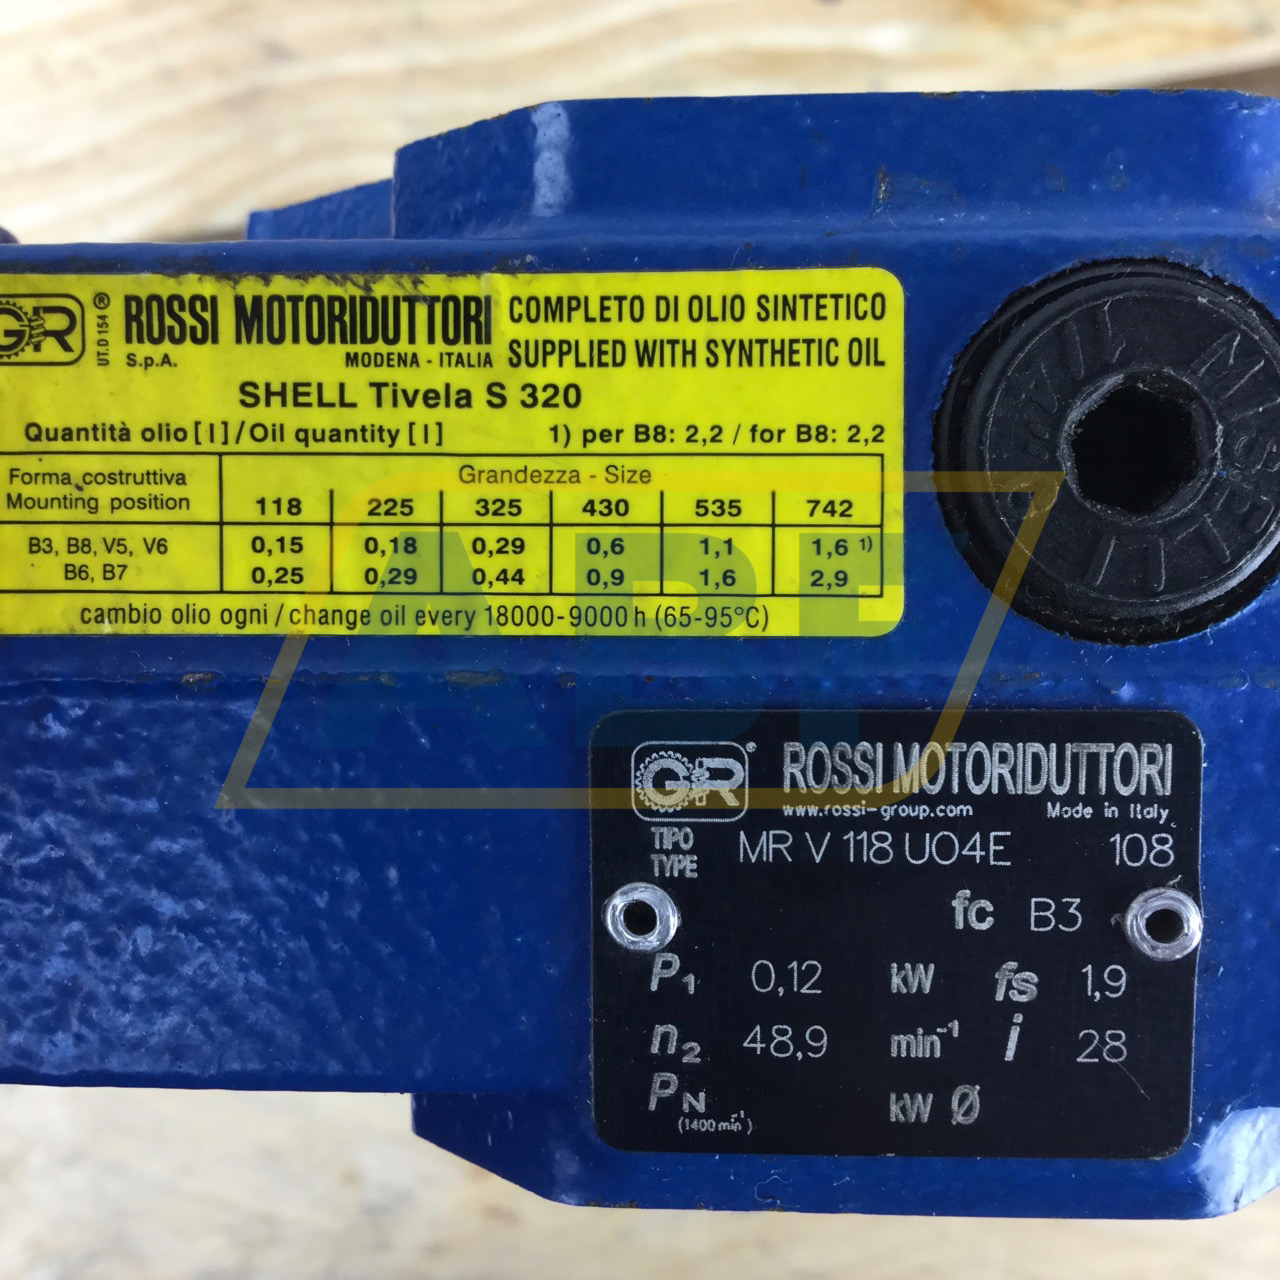 GR ® ROSSI MOTORIDUTTORI COMPLETO DI OLIO SINTETICO
UT.D 154 S.p.A. MODENA - ITALIA SUPPLIED WITH SYNTHETIC OIL
SHELL Tivela S 320
Quantità olio [ l ] / Oil quantity [ l ] 1) per B8: 2,2 / for B8: 2,2
Forma costruttiva Grandezza - Size
Mounting position 118 225 325 430 535 742
B3, B8, V5, V6 0,15 0,18 0,29 0,6 1,1 1,6 1)
B6, B7 0,25 0,29 0,44 0,9 1,6 2,9
cambio olio ogni / change oil every 18000-9000 h (65-95°C)
ABF
GR ® ROSSI MOTORIDUTTORI
www.rossi-group.com Made in Italy
TIPO
TYPE MR V 118 UO4E 108
fc B3
P1 0,12 kW fs 1,9
n2 48,9 min-1 i 28
PN kW Ø
(1400 min-1)